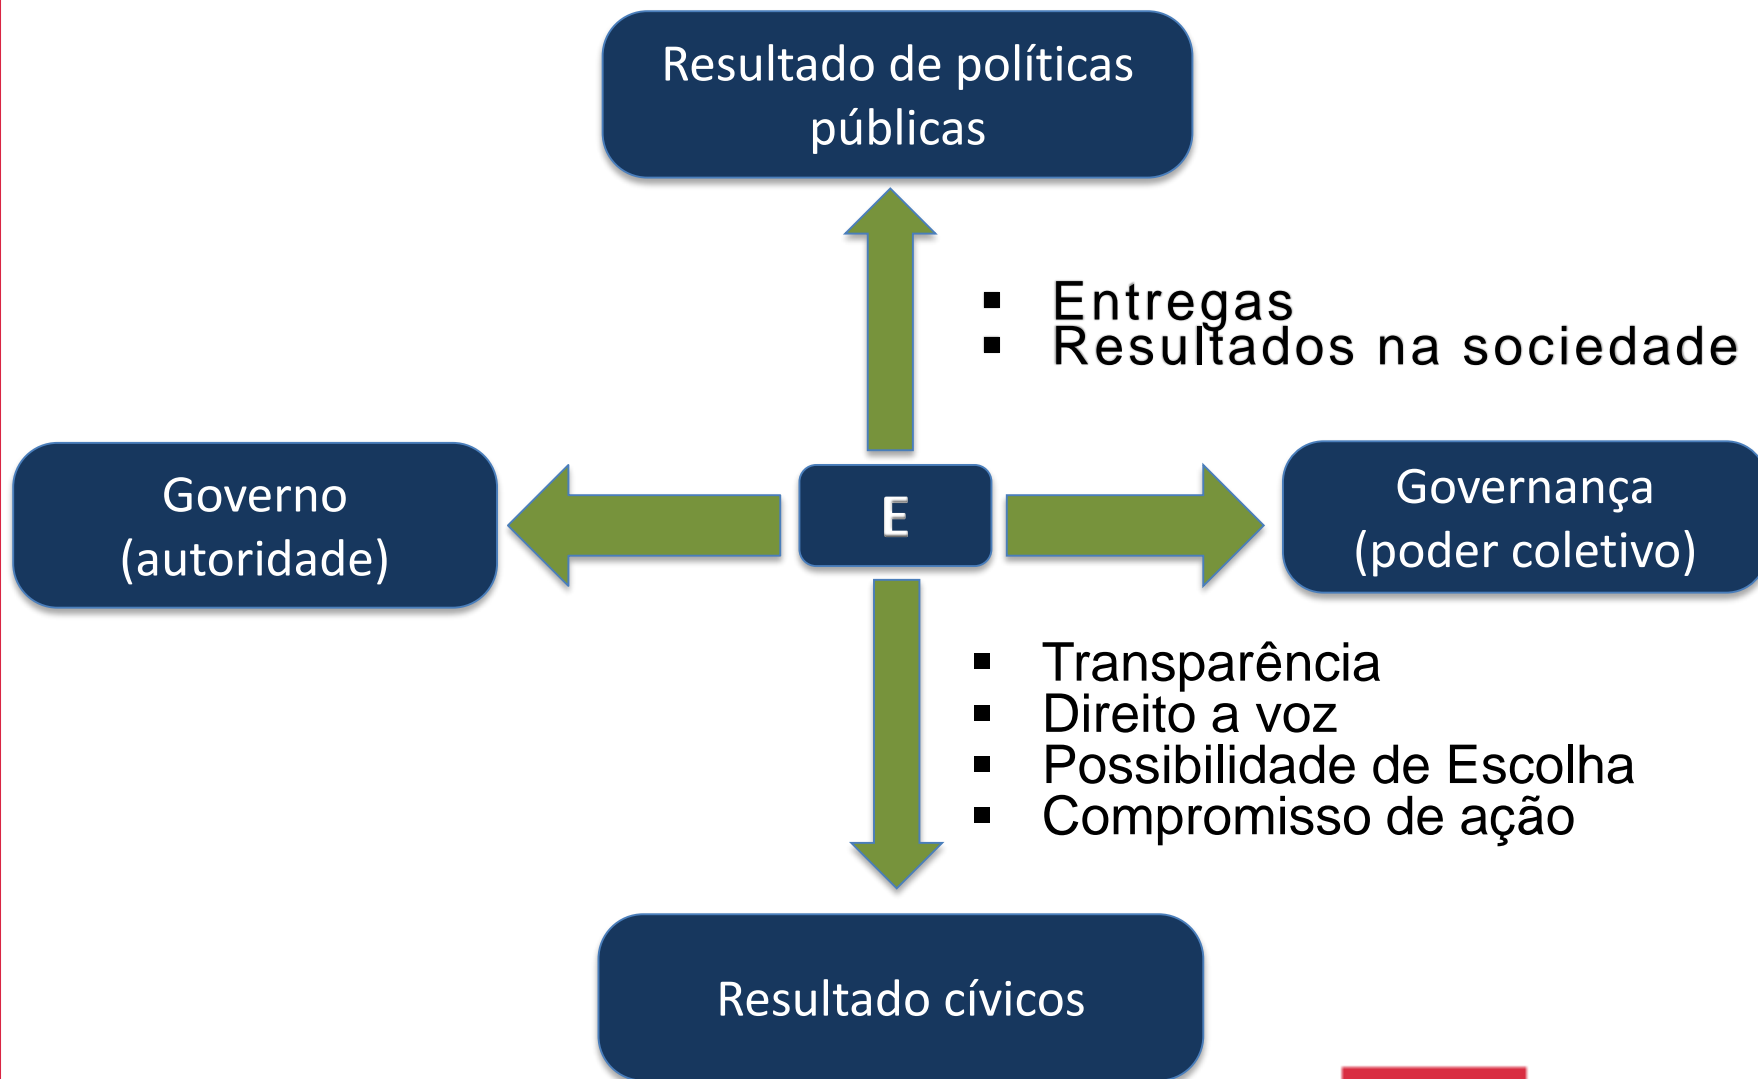 Resultado de políticas
públicas
▪ Entregas
▪ Resultados na sociedade
Governo
(autoridade)
E
Governança
(poder coletivo)
▪ Transparência
▪ Direito a voz
▪ Possibilidade de Escolha
▪ Compromisso de ação
Resultado cívicos